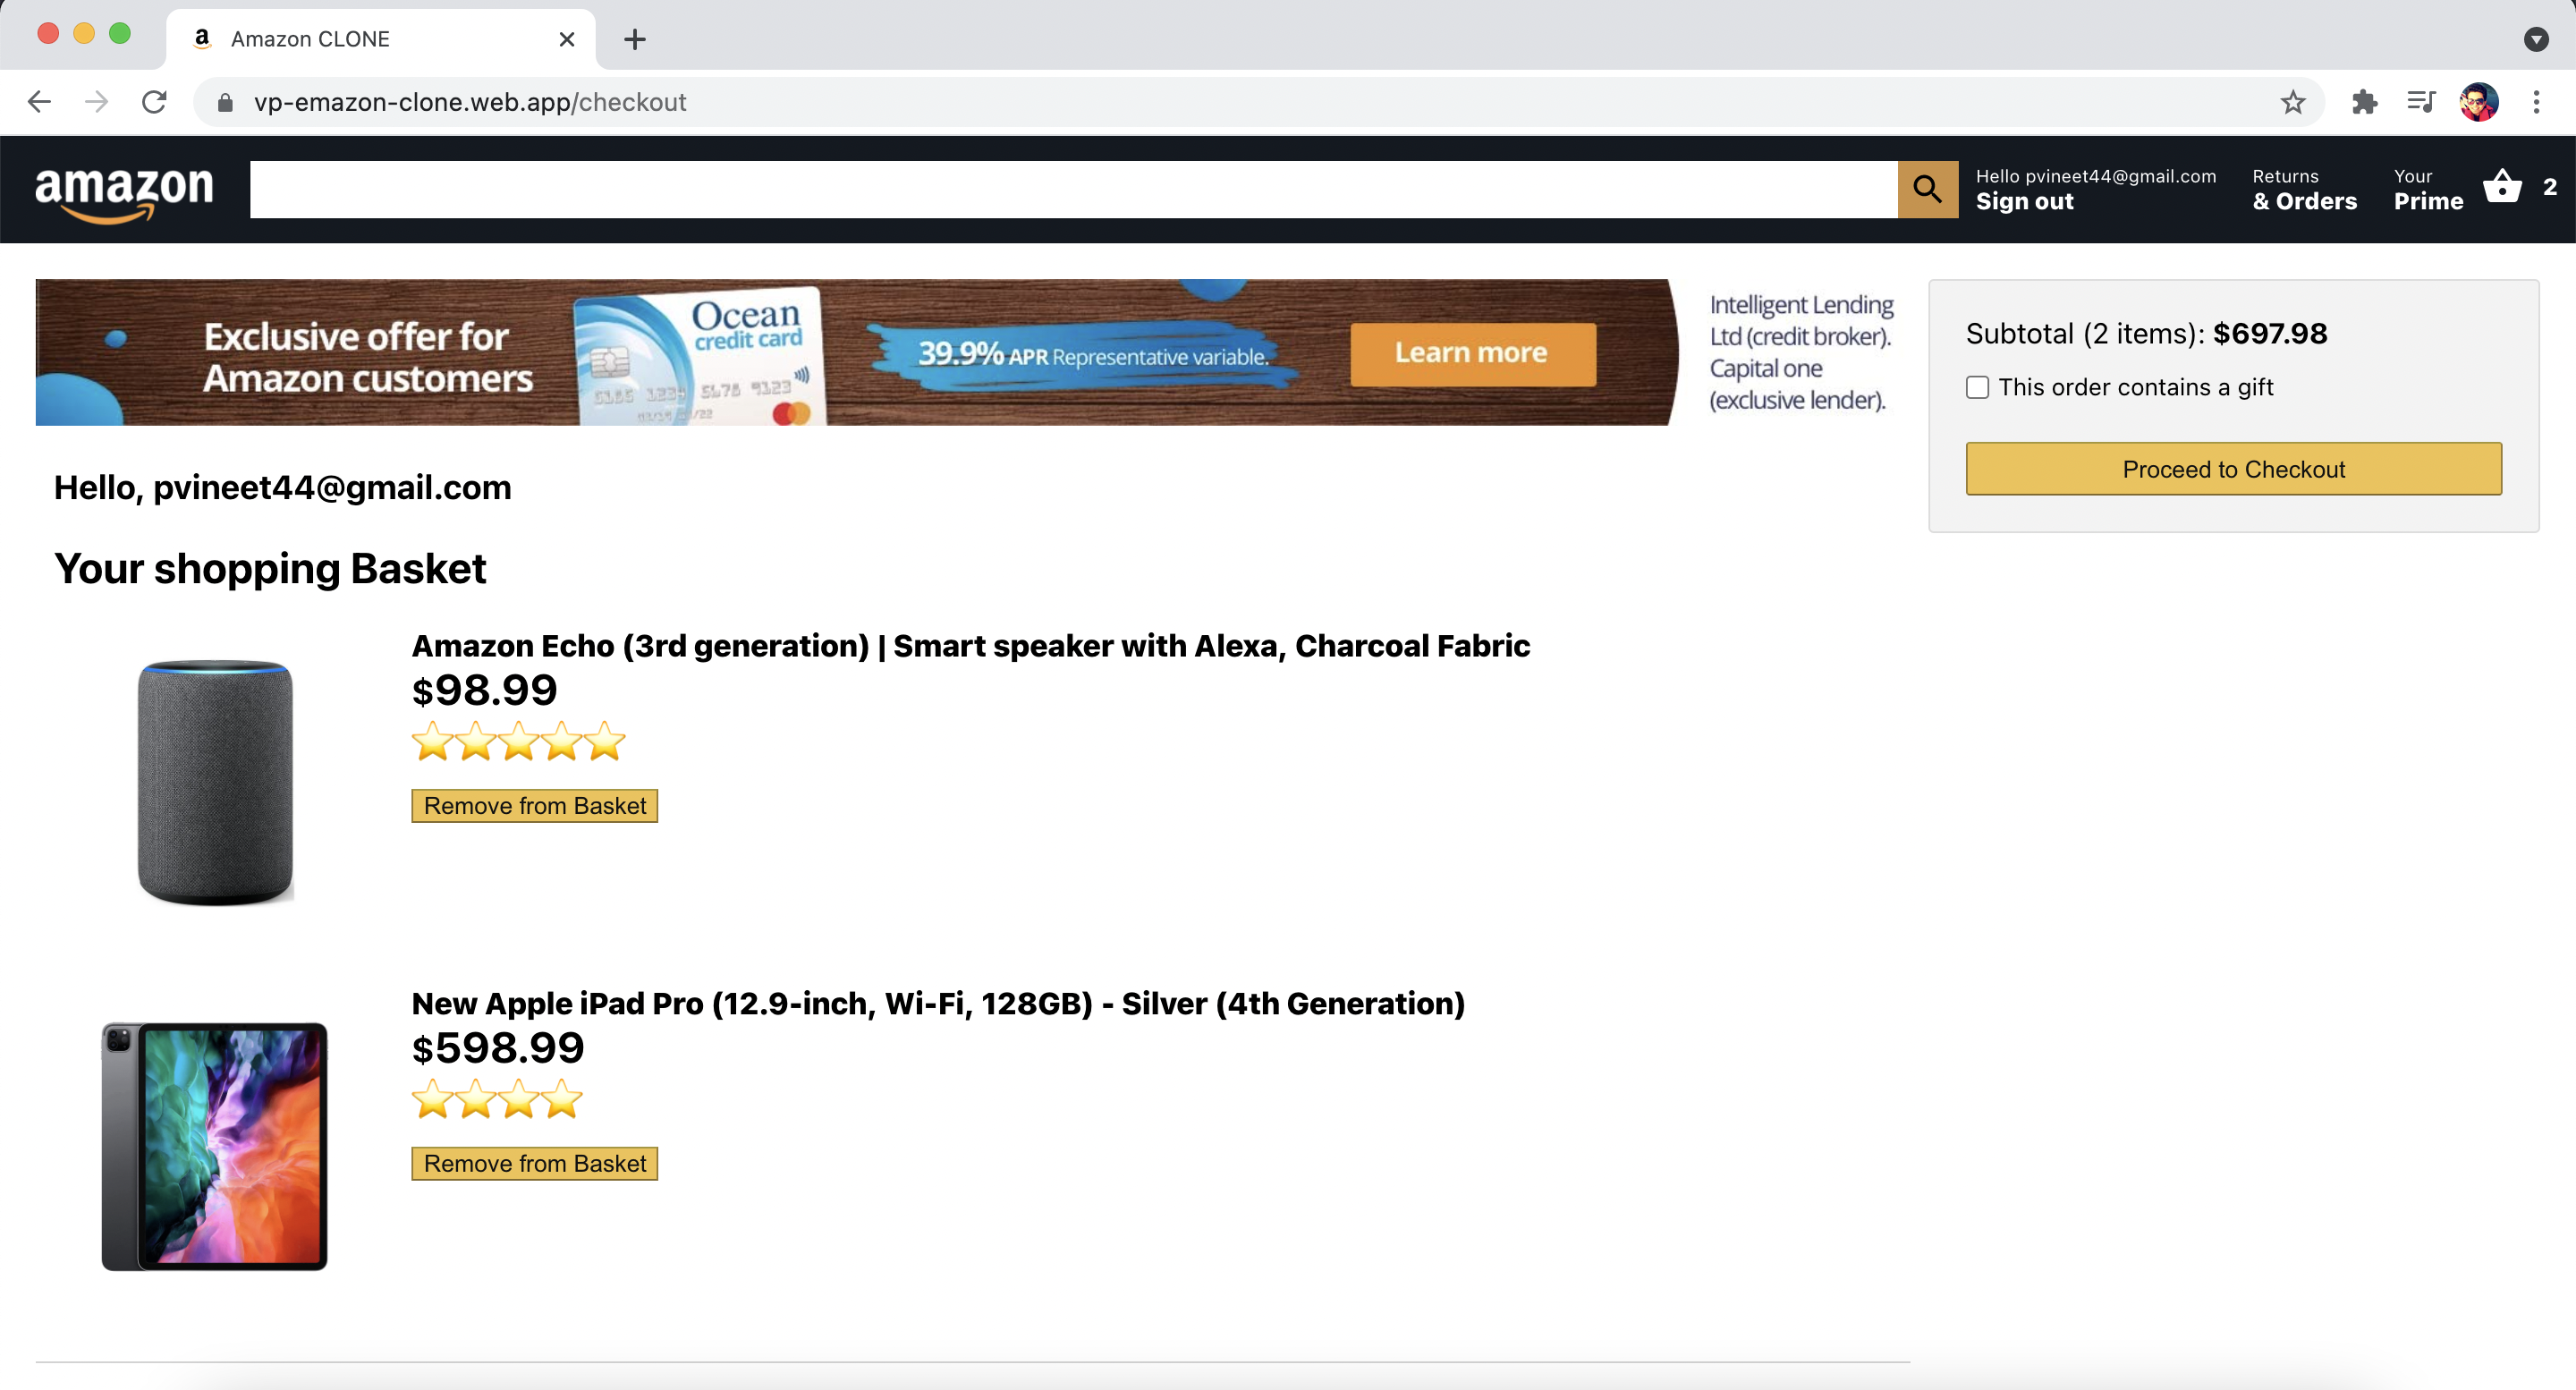 Amazon CLONE
vp-emazon-clone.web.app/checkout
amazon
Hello pvineet44@gmail.com
Sign out
Returns
& Orders
Your
Prime
2
Exclusive offer for
Amazon customers
Ocean
credit card
39.9% APR Representative variable.
Learn more
Intelligent Lending
Ltd (credit broker).
Capital one
(exclusive lender).
Subtotal (2 items): $697.98
This order contains a gift
Proceed to Checkout
Hello, pvineet44@gmail.com
Your shopping Basket
Amazon Echo (3rd generation) | Smart speaker with Alexa, Charcoal Fabric
$98.99
Remove from Basket
New Apple iPad Pro (12.9-inch, Wi-Fi, 128GB) - Silver (4th Generation)
$598.99
Remove from Basket